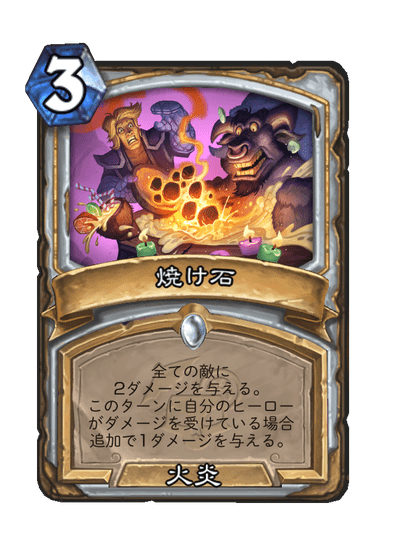 3
焼け石
全ての敵に
2ダメージを与える。
このターンに自分のヒーロー
がダメージを受けている場合
追加で1ダメージを与える。
火炎